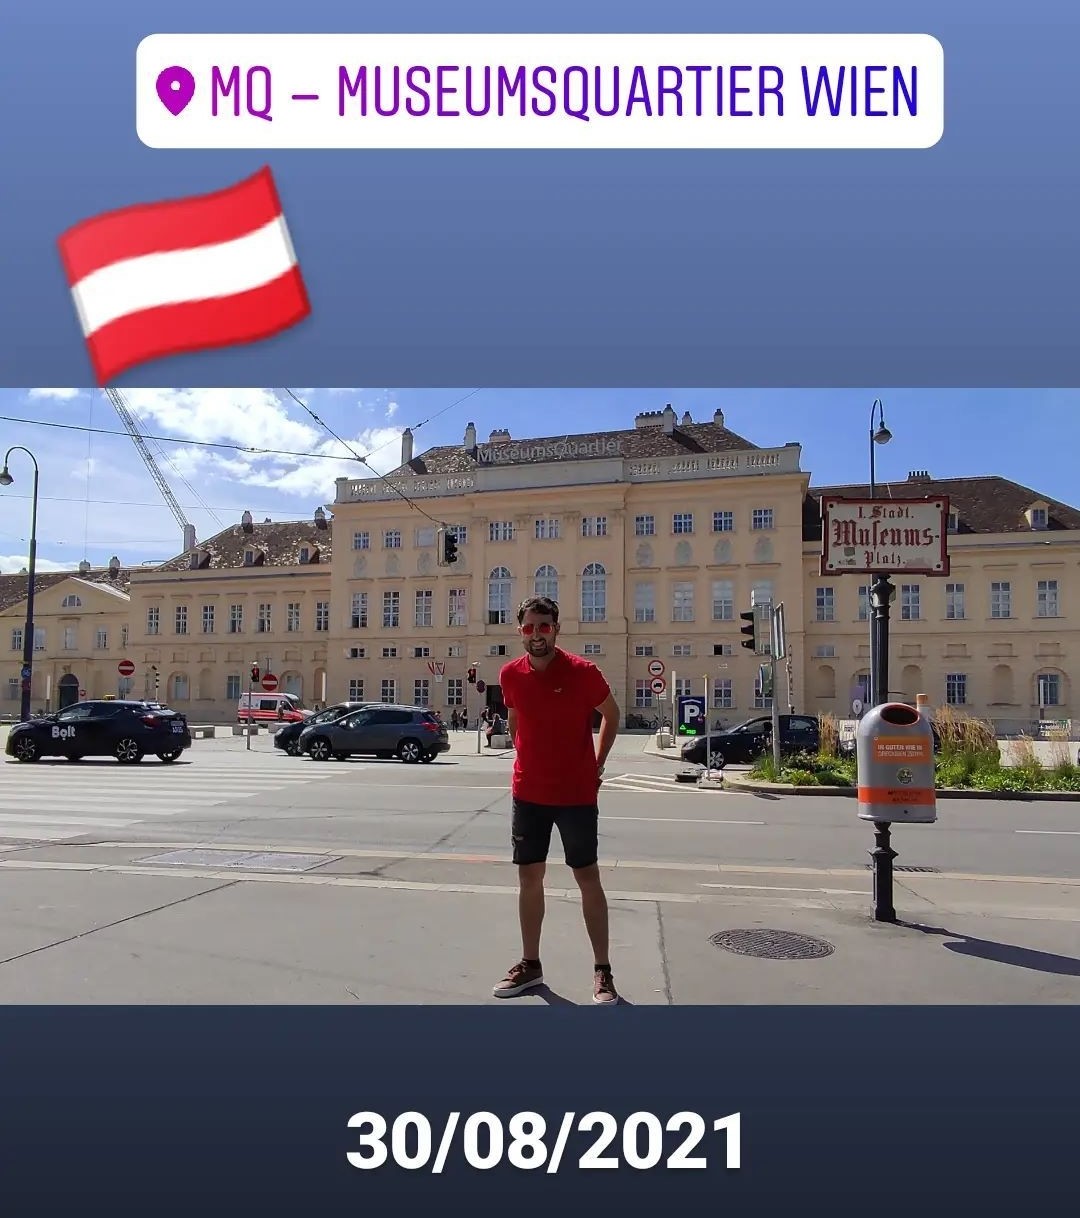 MQ – MUSEUMSQUARTIER WIEN
MuseumsQuartier
I. Stadt.
Museums-
Platz.
Bolt
P
30/08/2021